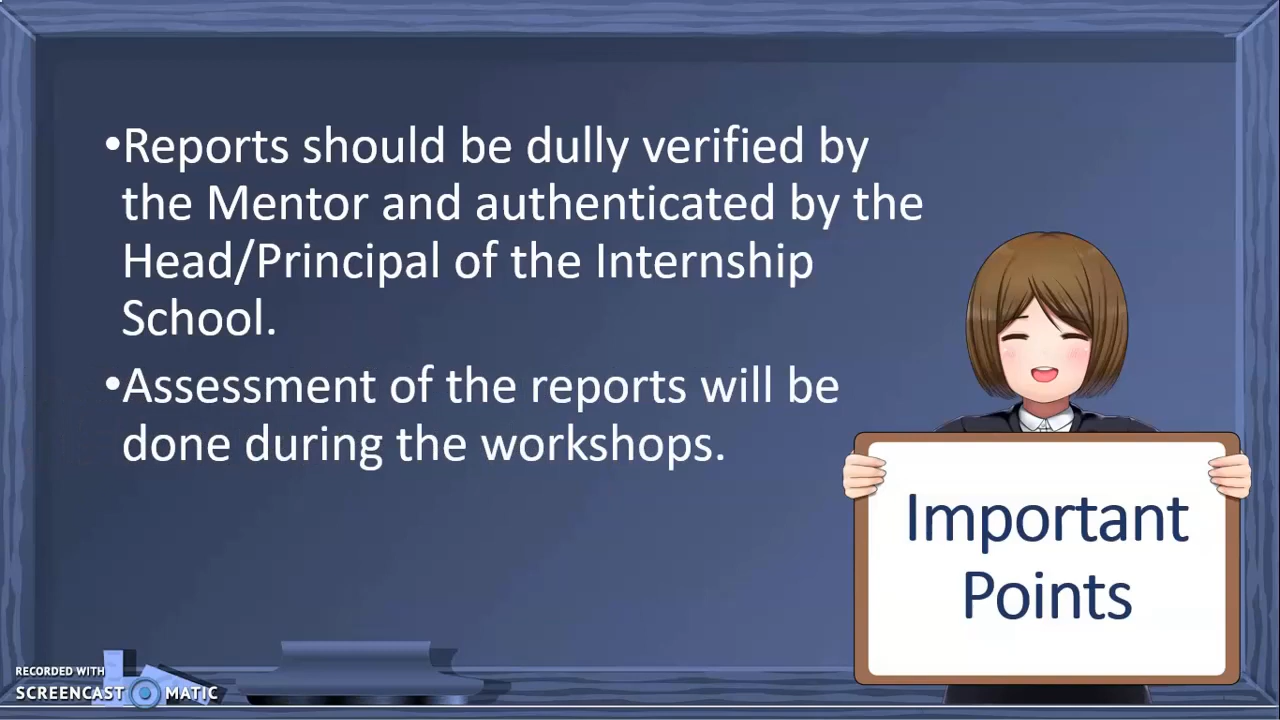 •Reports should be dully verified by
the Mentor and authenticated by the
Head/Principal of the Internship
School.
•Assessment of the reports will be
done during the workshops.
Important
Points
RECORDED WITH
SCREENCAST MATIC